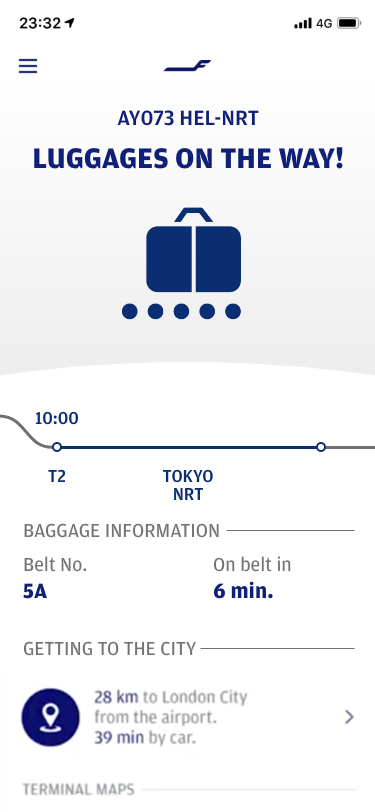 23:32
4G
AY073 HEL-NRT
LUGGAGES ON THE WAY!
10:00
T2
TOKYO
NRT
BAGGAGE INFORMATION
Belt No.
On belt in
5A
6 min.
GETTING TO THE CITY
28 km to London City
from the airport.
39 min by car.
TERMINAL MAPS